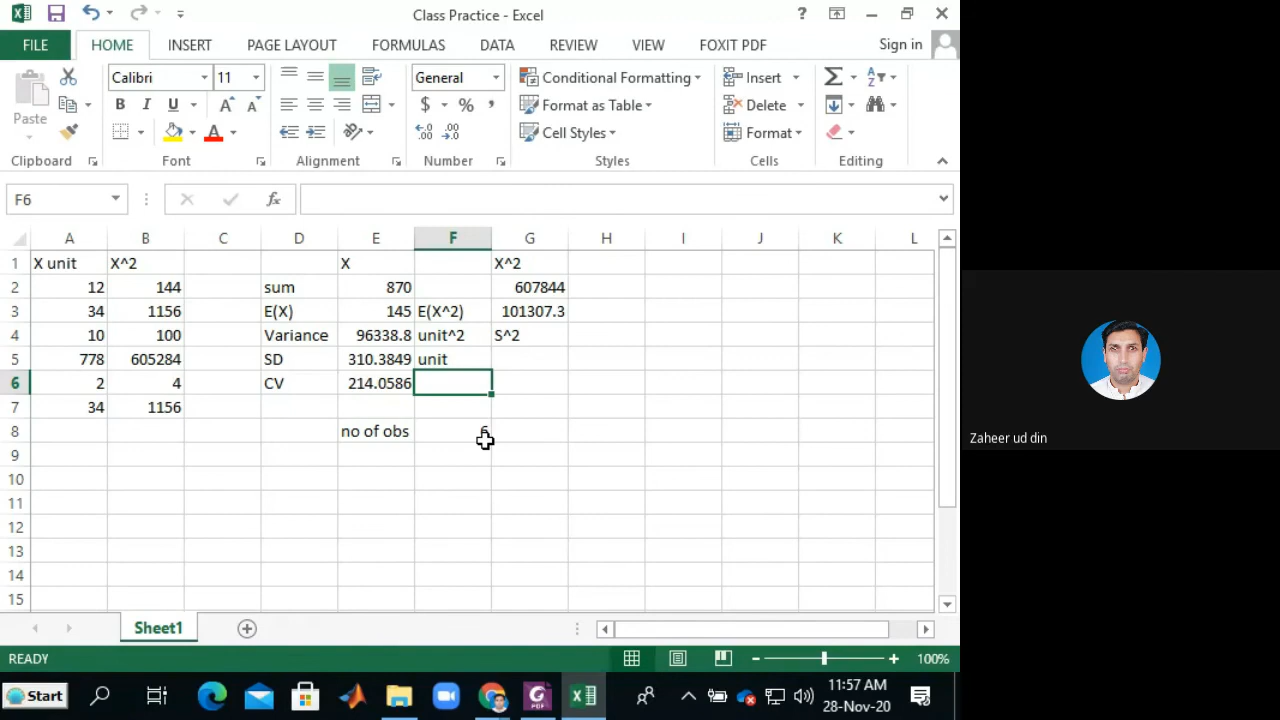 Class Practice - Excel
?
FILE HOME INSERT PAGE LAYOUT FORMULAS DATA REVIEW VIEW FOXIT PDF Sign in
Paste
Calibri 11
B I U A A
A
General
$ % ,
.0 .00
.00 .0
Conditional Formatting
Format as Table
Cell Styles
Insert
Delete
Format
Clipboard Font Alignment Number Styles Cells Editing
F6 fx
A B C D E F G H I J K L
1 X unit X^2 X X^2
2 12 144 sum 870 607844
3 34 1156 E(X) 145 E(X^2) 101307.3
4 10 100 Variance 96338.8 unit^2 S^2
5 778 605284 SD 310.3849 unit
6 2 4 CV 214.0586
7 34 1156
8 no of obs 6
9
10
11
12
13
14
15
Sheet1
READY 100%
Start
11:57 AM
28-Nov-20
Zaheer ud din